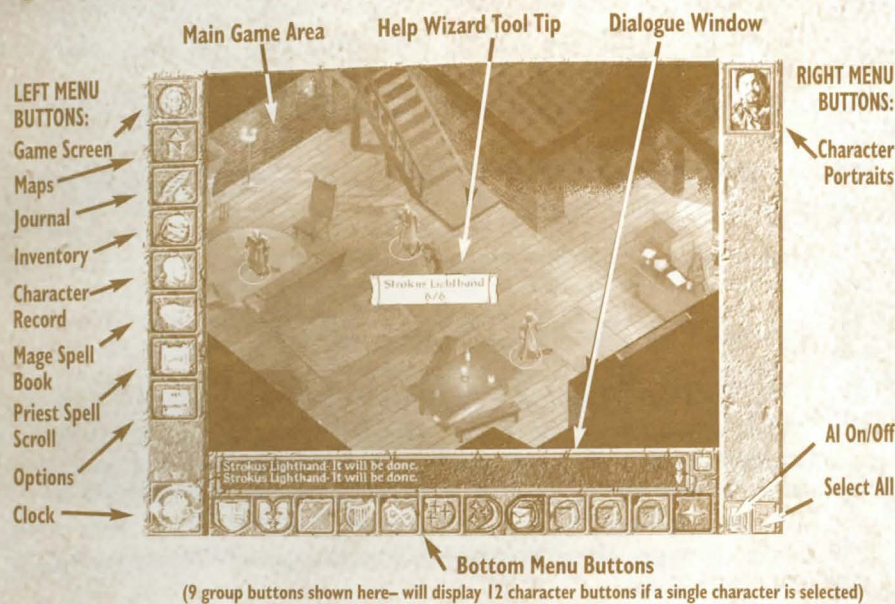 Main Game Area
Help Wizard Tool Tip
Dialogue Window
LEFT MENU
BUTTONS:
Game Screen
Maps
Journal
Inventory
Character
Record
Mage Spell
Book
Priest Spell
Scroll
Options
Clock
RIGHT MENU
BUTTONS:
Character
Portraits
AI On/Off
Select All
Strokus Lighthand
6/6
Strokus Lighthand- It will be done.
Strokus Lighthand- It will be done.
Bottom Menu Buttons
(9 group buttons shown here– will display 12 character buttons if a single character is selected)